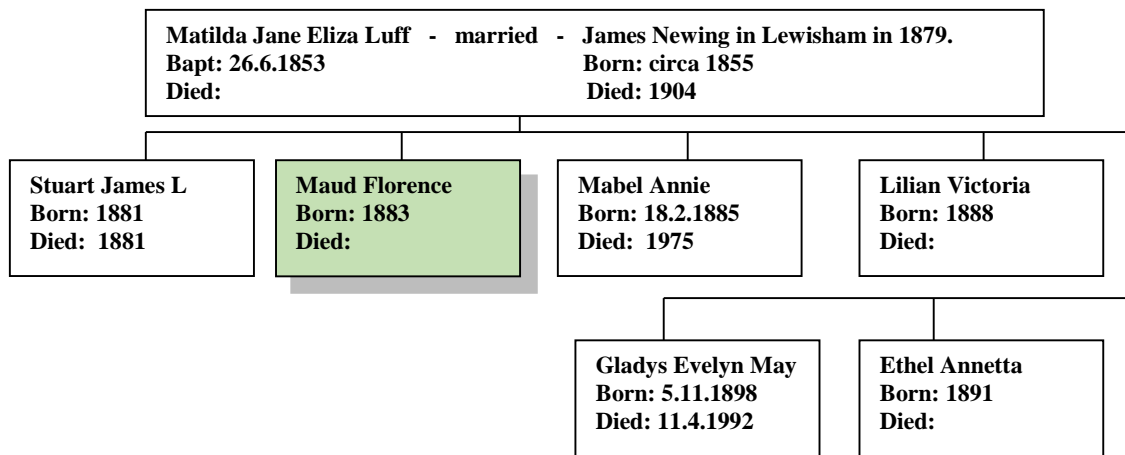 Matilda Jane Eliza Luff - married - James Newing in Lewisham in 1879.
Bapt: 26.6.1853 Born: circa 1855
Died: Died: 1904
Stuart James L
Born: 1881
Died: 1881
Maud Florence
Born: 1883
Died:
Mabel Annie
Born: 18.2.1885
Died: 1975
Lilian Victoria
Born: 1888
Died:
Gladys Evelyn May
Born: 5.11.1898
Died: 11.4.1992
Ethel Annetta
Born: 1891
Died: